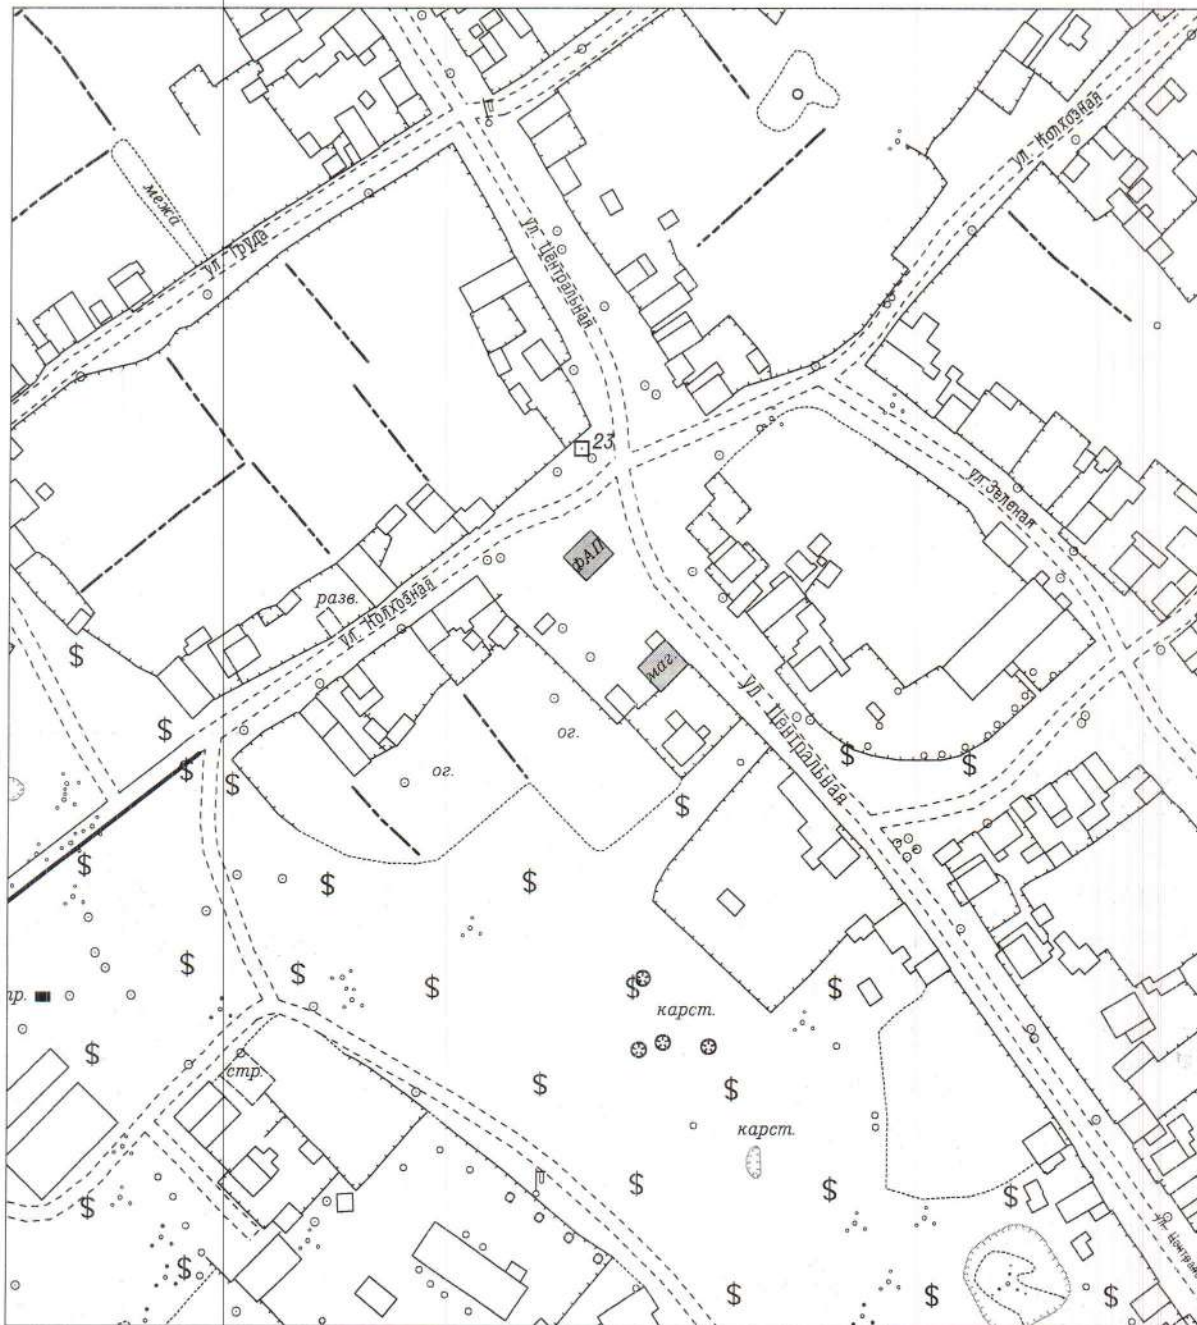 ул. Колхозная
межа
ул. Труда
ул. Центральная
23
ул. Зеленая
ФАП
разв.
ул. Колхозная
маг.
ул. Центральная
ог.
ог.
карст.
стр.
карст.